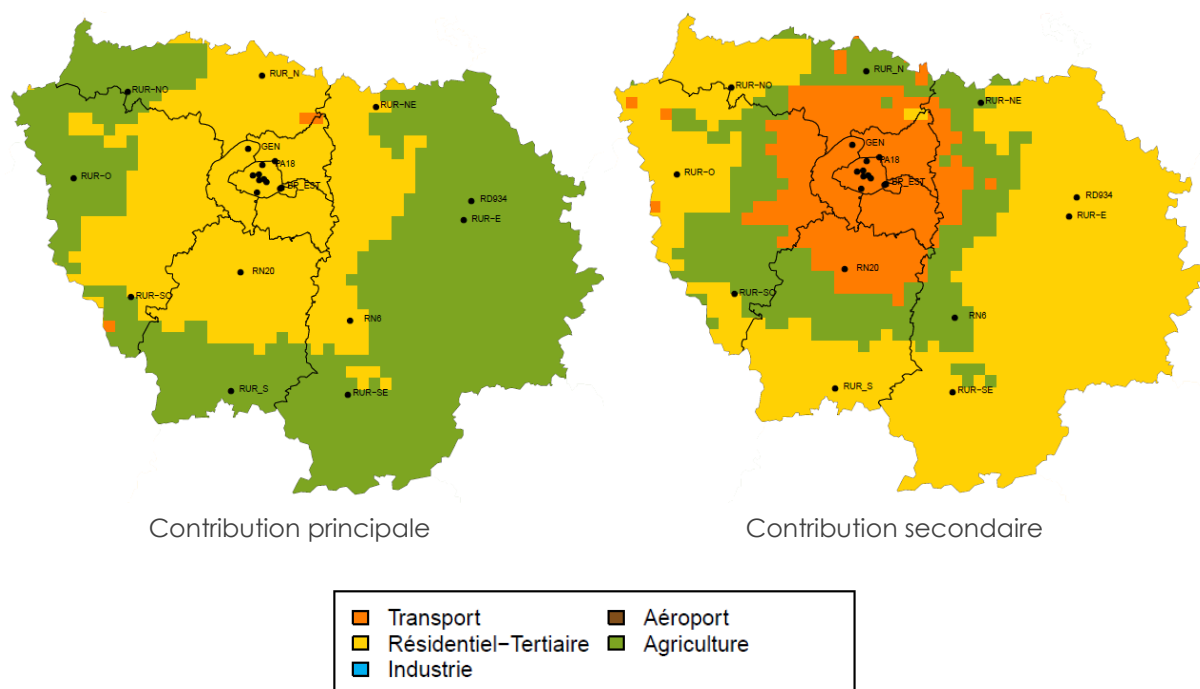 RUR_N
RUR-NO
RUR-NE
GEN
PA18
RUR-O
BP_EST
RD934
RUR-E
RN20
RUR-SO
RN6
RUR_S
RUR-SE
Contribution principale
RUR_N
RUR-NO
RUR-NE
GEN
PA18
RUR-O
BP_EST
RD934
RUR-E
RN20
RUR-SO
RN6
RUR_S
RUR-SE
Contribution secondaire
Transport
Aéroport
Résidentiel-Tertiaire
Agriculture
Industrie